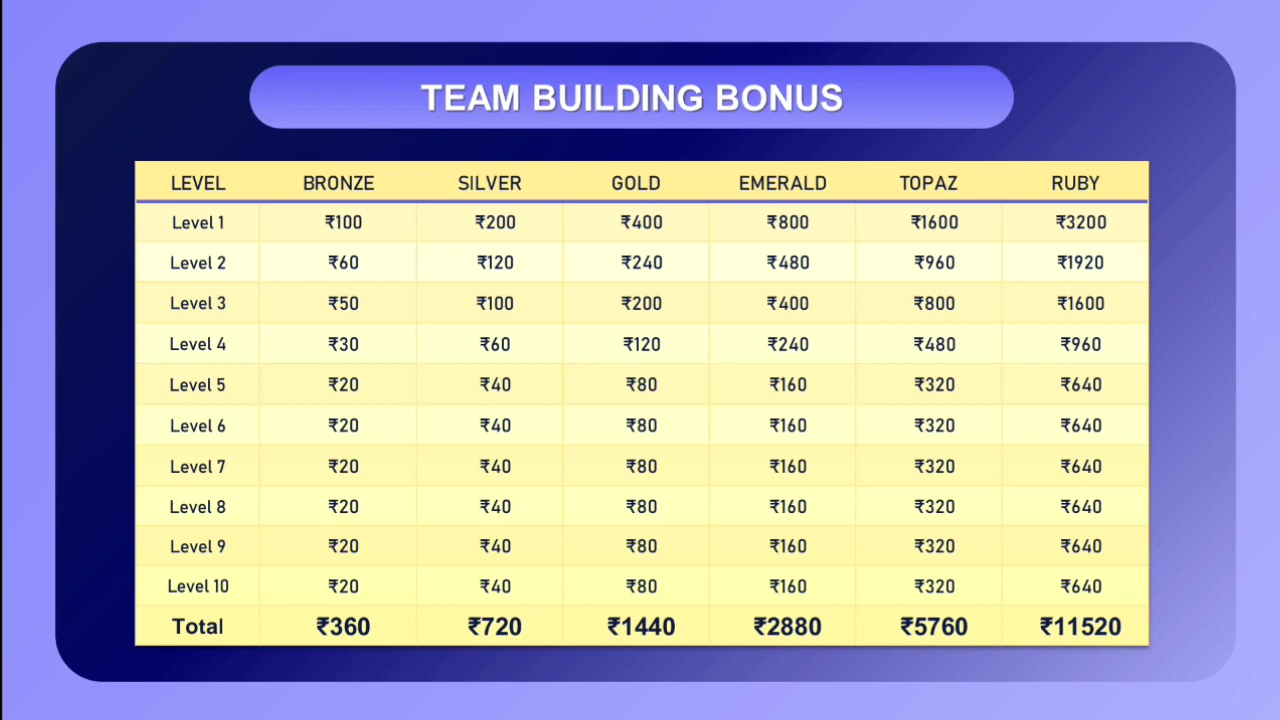 TEAM BUILDING BONUS
LEVEL BRONZE SILVER GOLD EMERALD TOPAZ RUBY
Level 1 ₹100 ₹200 ₹400 ₹800 ₹1600 ₹3200
Level 2 ₹60 ₹120 ₹240 ₹480 ₹960 ₹1920
Level 3 ₹50 ₹100 ₹200 ₹400 ₹800 ₹1600
Level 4 ₹30 ₹60 ₹120 ₹240 ₹480 ₹960
Level 5 ₹20 ₹40 ₹80 ₹160 ₹320 ₹640
Level 6 ₹20 ₹40 ₹80 ₹160 ₹320 ₹640
Level 7 ₹20 ₹40 ₹80 ₹160 ₹320 ₹640
Level 8 ₹20 ₹40 ₹80 ₹160 ₹320 ₹640
Level 9 ₹20 ₹40 ₹80 ₹160 ₹320 ₹640
Level 10 ₹20 ₹40 ₹80 ₹160 ₹320 ₹640
Total ₹360 ₹720 ₹1440 ₹2880 ₹5760 ₹11520